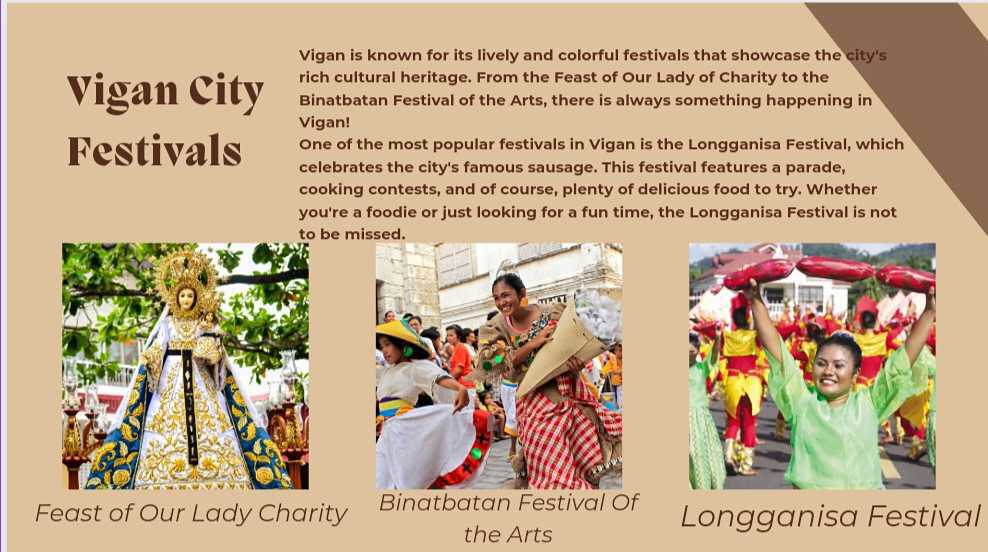 Vigan City
Festivals
Vigan is known for its lively and colorful festivals that showcase the city's
rich cultural heritage. From the Feast of Our Lady of Charity to the
Binatbatan Festival of the Arts, there is always something happening in
Vigan!
One of the most popular festivals in Vigan is the Longganisa Festival, which
celebrates the city's famous sausage. This festival features a parade,
cooking contests, and of course, plenty of delicious food to try. Whether
you're a foodie or just looking for a fun time, the Longganisa Festival is not
to be missed.
Feast of Our Lady Charity
Binatbatan Festival Of
the Arts
Longganisa Festival